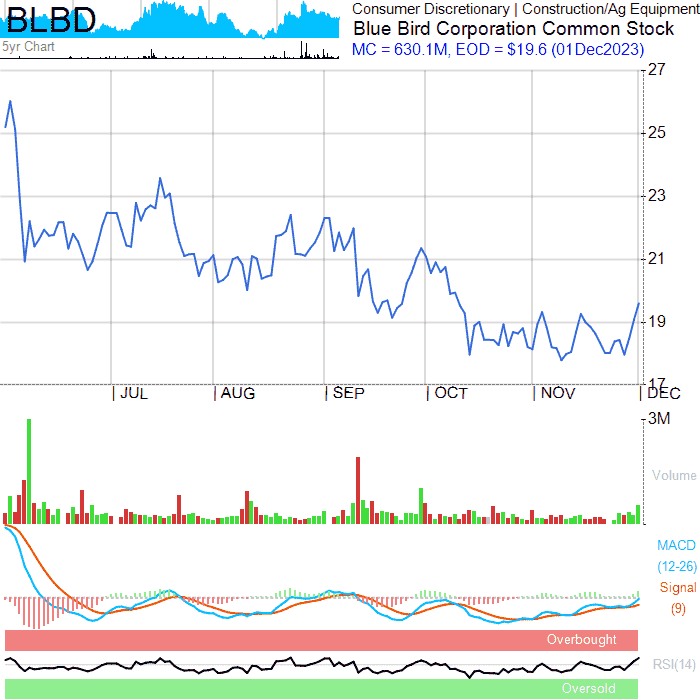 BLBD
5yr Chart
Consumer Discretionary | Construction/Ag Equipment
Blue Bird Corporation Common Stock
MC = 630.1M, EOD = $19.6 (01Dec2023)
27
25
23
21
19
17
JUL AUG SEP OCT NOV DEC
3M
Volume
MACD
(12-26)
Signal
(9)
Overbought
RSI(14)
Oversold